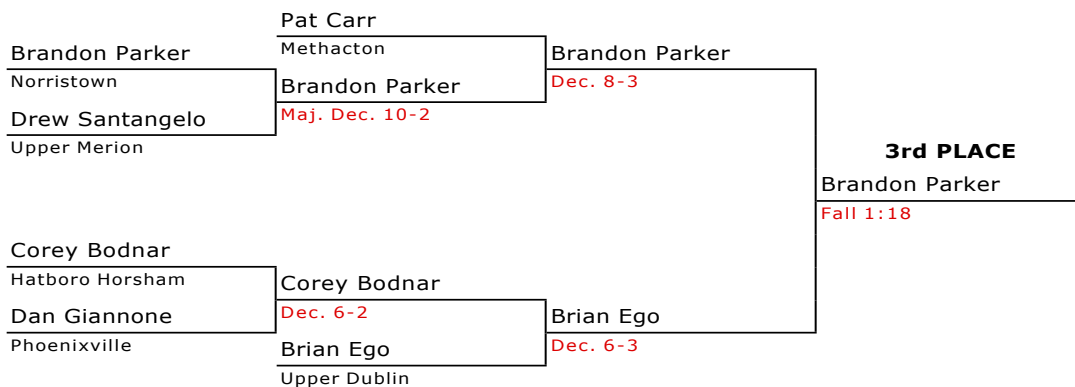 Pat Carr
Methacton
Brandon Parker
Norristown
Brandon Parker
Dec. 8-3
Brandon Parker
Maj. Dec. 10-2
Drew Santangelo
Upper Merion
3rd PLACE
Brandon Parker
Fall 1:18
Corey Bodnar
Hatboro Horsham
Corey Bodnar
Dec. 6-2
Dan Giannone
Phoenixville
Brian Ego
Dec. 6-3
Brian Ego
Upper Dublin